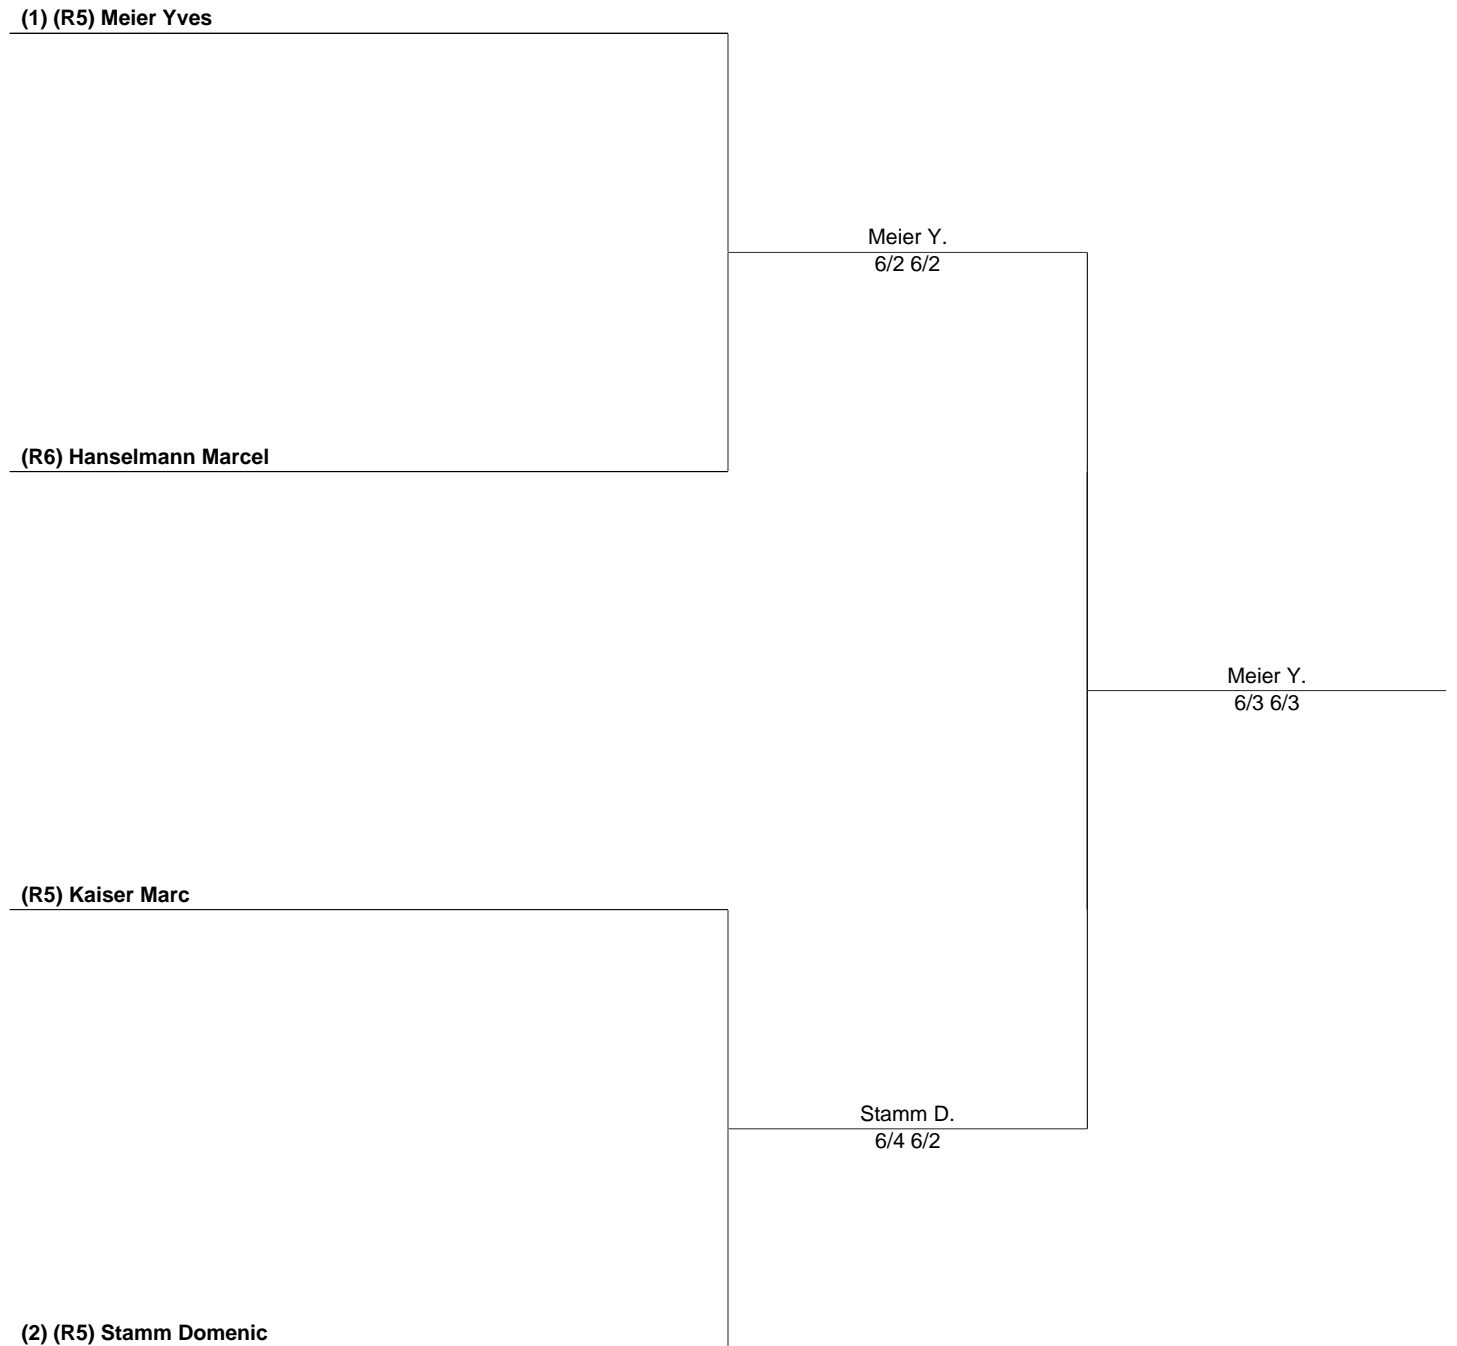 (1) (R5) Meier Yves
Meier Y.
6/2 6/2
(R6) Hanselmann Marcel
Meier Y.
6/3 6/3
(R5) Kaiser Marc
Stamm D.
6/4 6/2
(2) (R5) Stamm Domenic